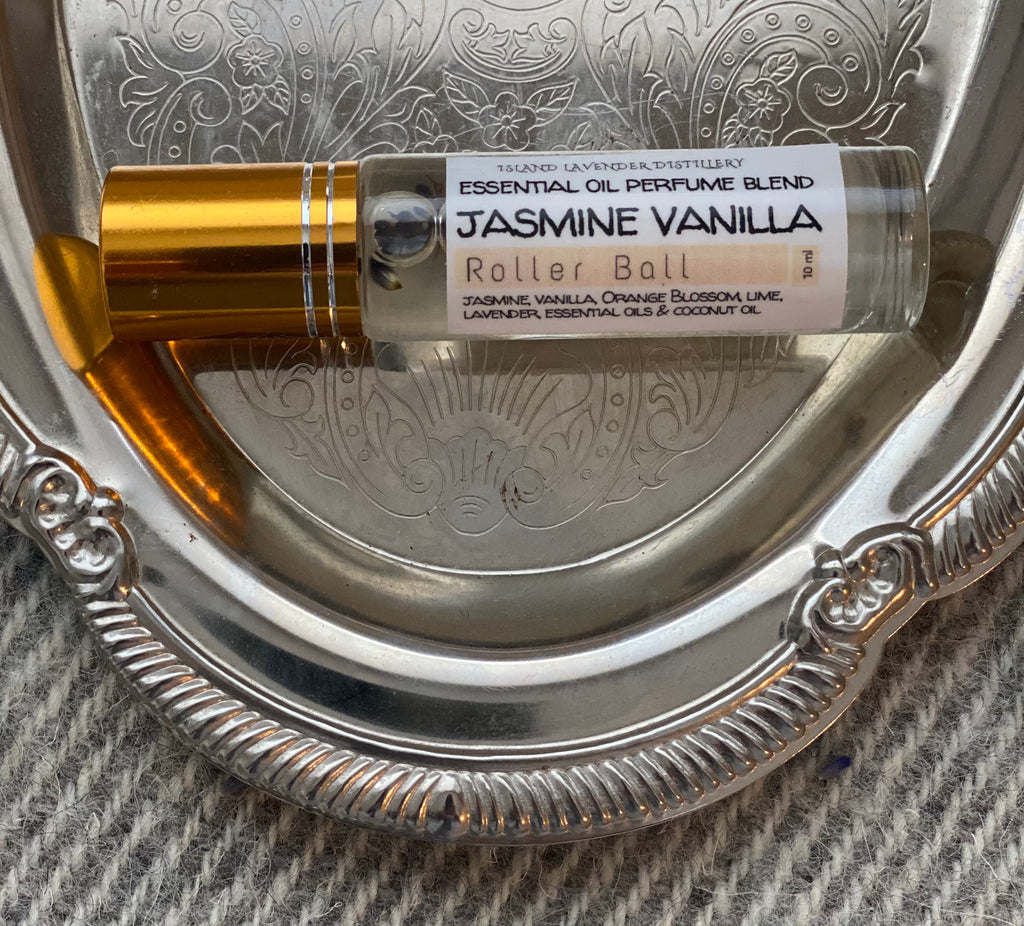 ISLAND LAVENDER DISTILLERY
ESSENTIAL OIL PERFUME BLEND
JASMINE VANILLA
Roller Ball
10 ml
JASMINE, VANILLA, ORANGE BLOSSOM, LIME,
LAVENDER, ESSENTIAL OILS & COCONUT OIL